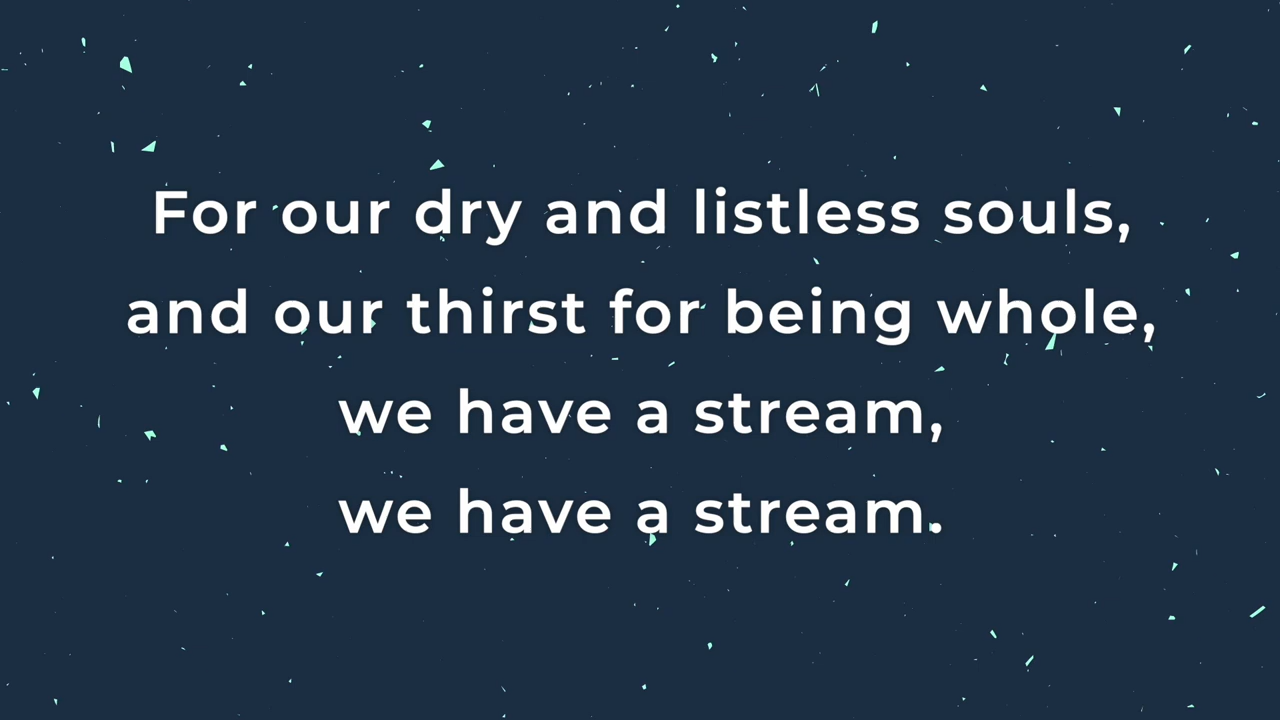 For our dry and listless souls,
and our thirst for being whole,
we have a stream,
we have a stream.